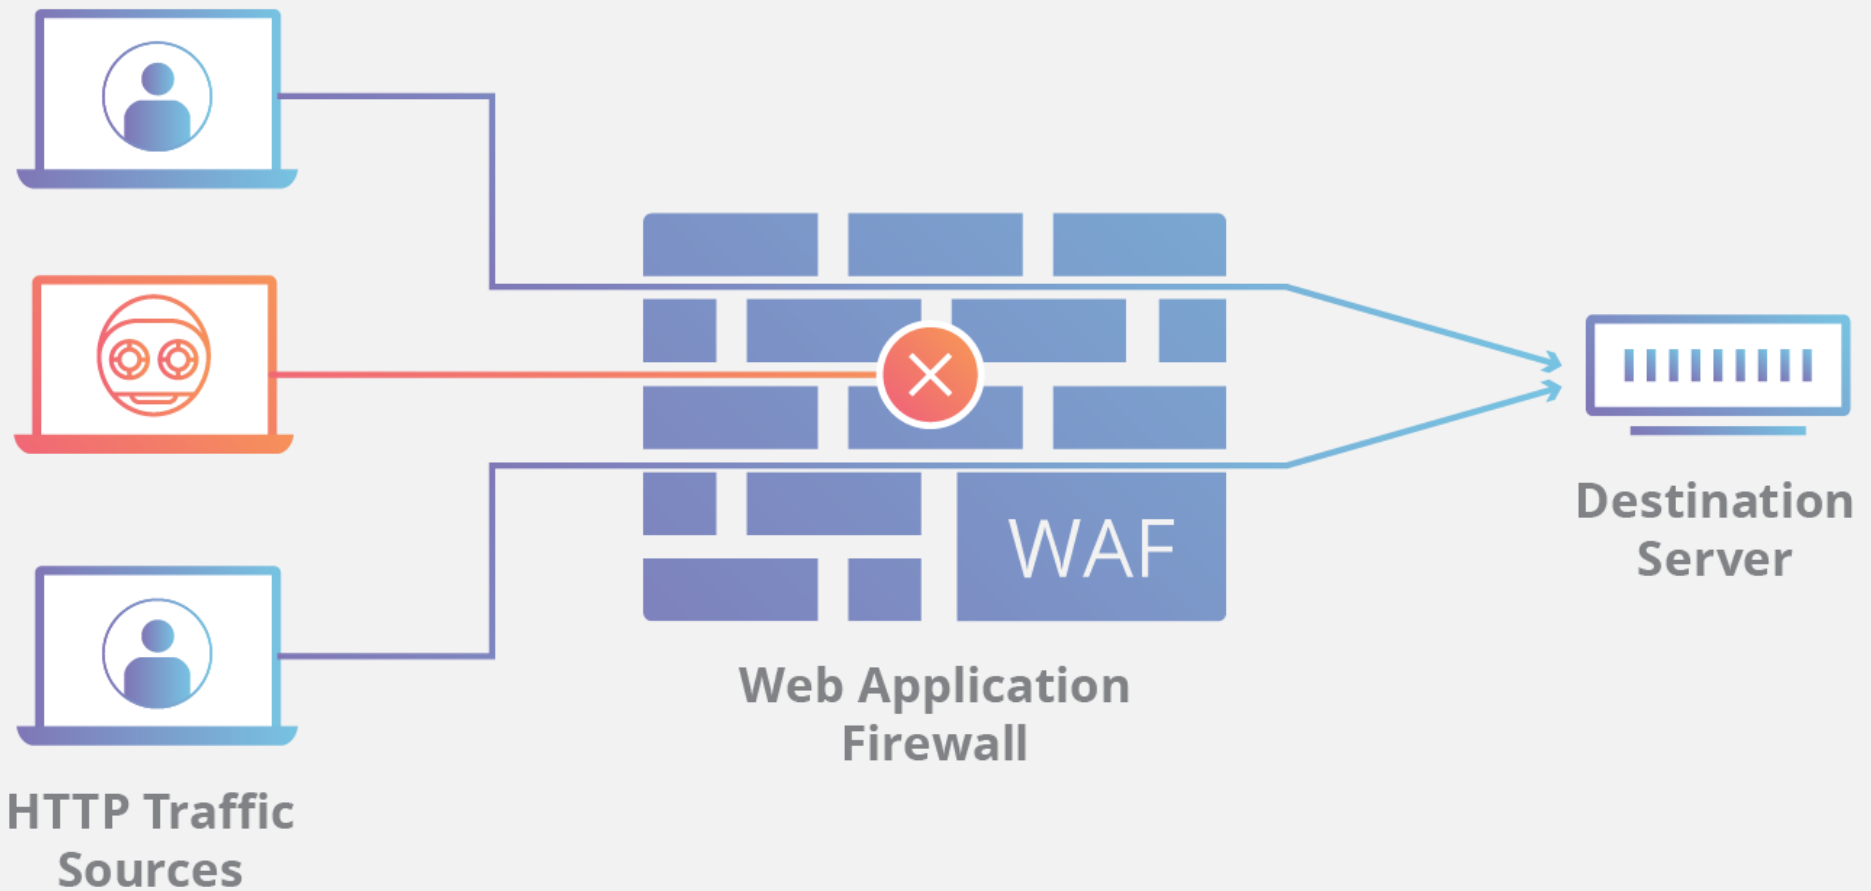 WAF
Web Application
Firewall
Destination
Server
HTTP Traffic
Sources